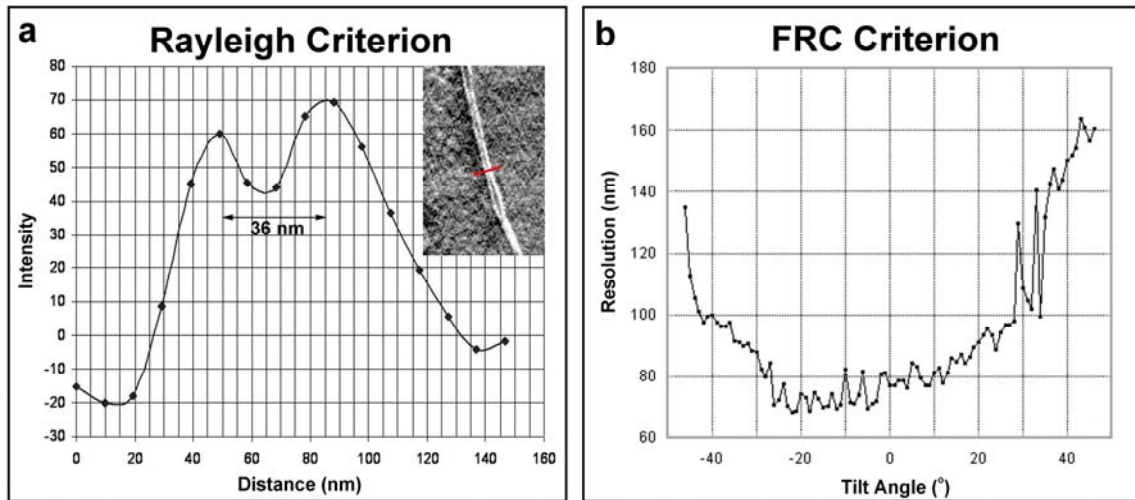 a
Rayleigh Criterion
80
70
60
50
40
30
20
10
0
-10
-20
-30
Intensity
36 nm
0 20 40 60 80 100 120 140 160
Distance (nm)
b
FRC Criterion
180
160
140
120
100
80
60
Resolution (nm)
-40 -20 0 20 40
Tilt Angle (°)